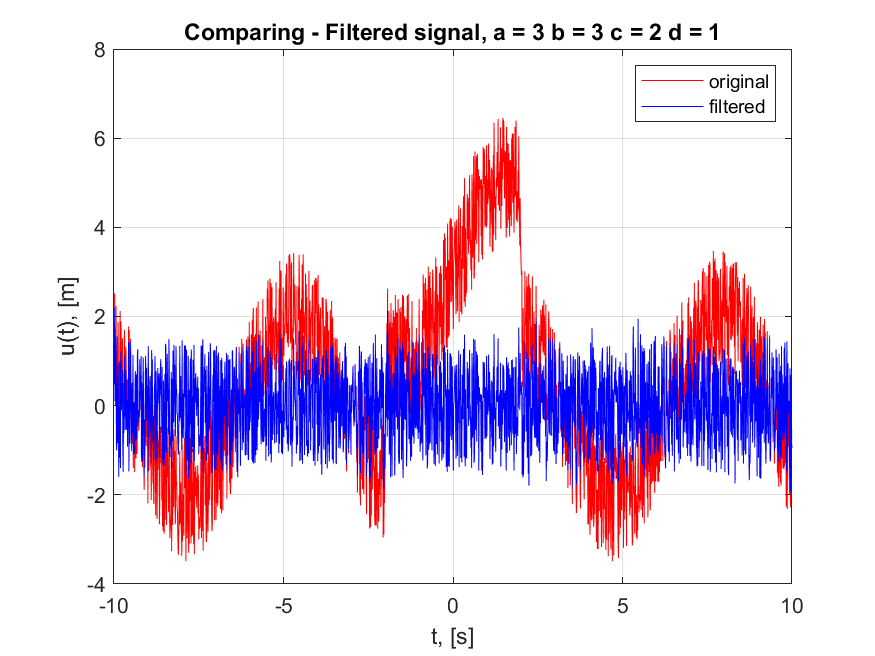 Comparing - Filtered signal, a = 3 b = 3 c = 2 d = 1
8
original
filtered
6
4
2
u(t), [m]
0
-2
-4
-10
-5
0
5
10
t, [s]